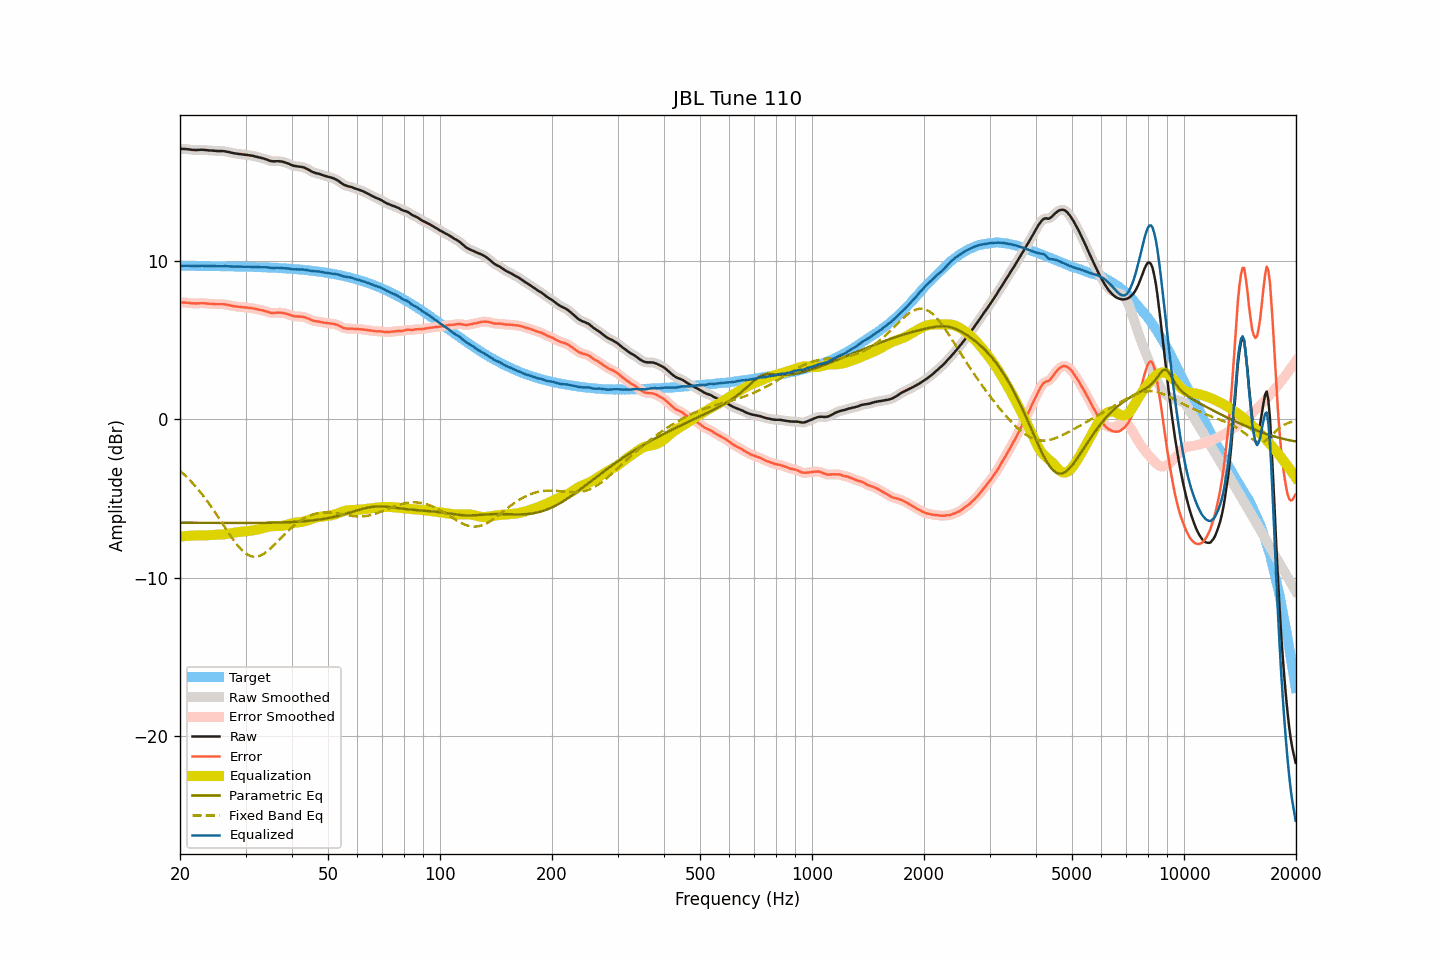 JBL Tune 110
Amplitude (dBr)
10
0
−10
−20
Target
Raw Smoothed
Error Smoothed
Raw
Error
Equalization
Parametric Eq
Fixed Band Eq
Equalized
20 50 100 200 500 1000 2000 5000 10000 20000
Frequency (Hz)